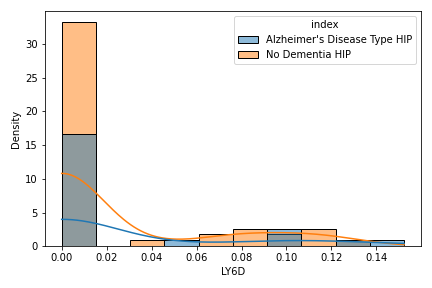 index
Alzheimer's Disease Type HIP
No Dementia HIP
Density
30
25
20
15
10
5
0
0.00 0.02 0.04 0.06 0.08 0.10 0.12 0.14
LY6D